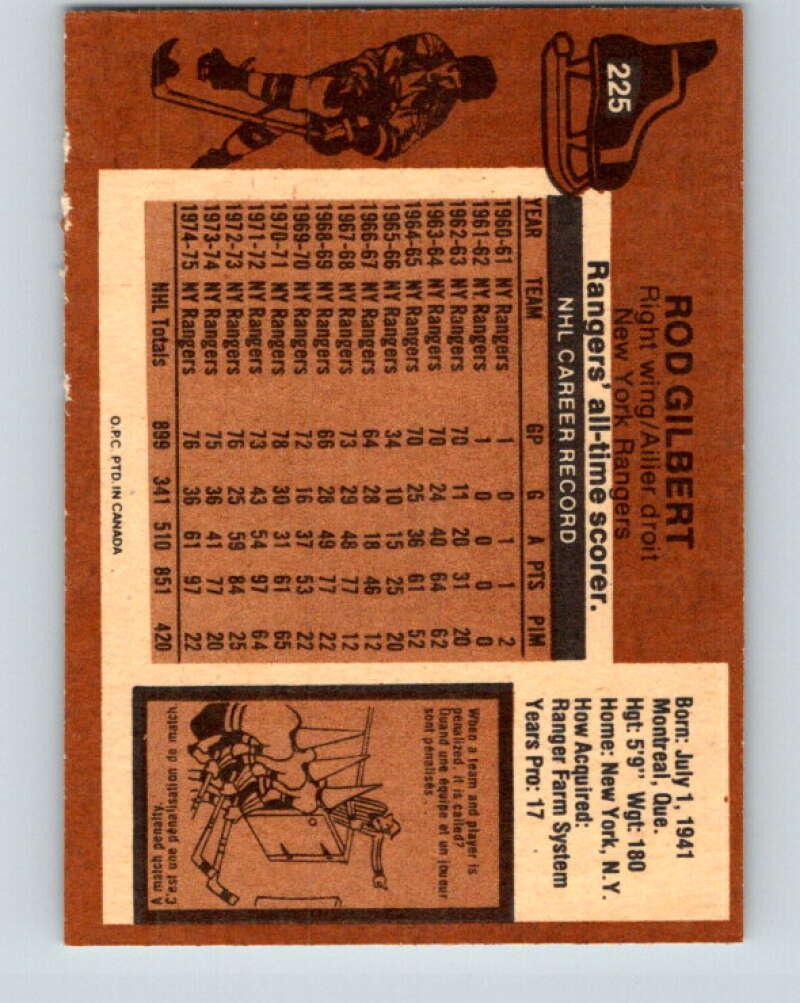 225
ROD GILBERT
Right wing/Ailier droit
New York Rangers
Rangers' all-time scorer.
NHL CAREER RECORD
YEAR TEAM GP G A PTS PIM
1960-61 NY Rangers 1 0 1 1 2
1961-62 NY Rangers 1 0 0 0 0
1962-63 NY Rangers 70 11 20 31 20
1963-64 NY Rangers 70 24 40 64 62
1964-65 NY Rangers 70 25 36 61 52
1965-66 NY Rangers 34 10 15 25 20
1966-67 NY Rangers 64 28 18 46 12
1967-68 NY Rangers 73 29 48 77 12
1968-69 NY Rangers 66 28 49 77 22
1969-70 NY Rangers 72 16 37 53 22
1970-71 NY Rangers 78 30 31 61 65
1971-72 NY Rangers 73 43 54 97 64
1972-73 NY Rangers 76 25 59 84 25
1973-74 NY Rangers 75 36 41 77 20
1974-75 NY Rangers 76 36 61 97 22
NHL Totals 899 341 510 851 420
O.P.C. PTD. IN CANADA
Born: July 1, 1941
Montreal, Que.
Hgt: 5'9" Wgt: 180
Home: New York, N.Y.
How Acquired:
Ranger Farm System
Years Pro: 17
When a team and player is
penalized, it is called?
Quand une équipe et un joueur
sont penalisés . . .
A match penalty.
C'est une penalisation de
match.